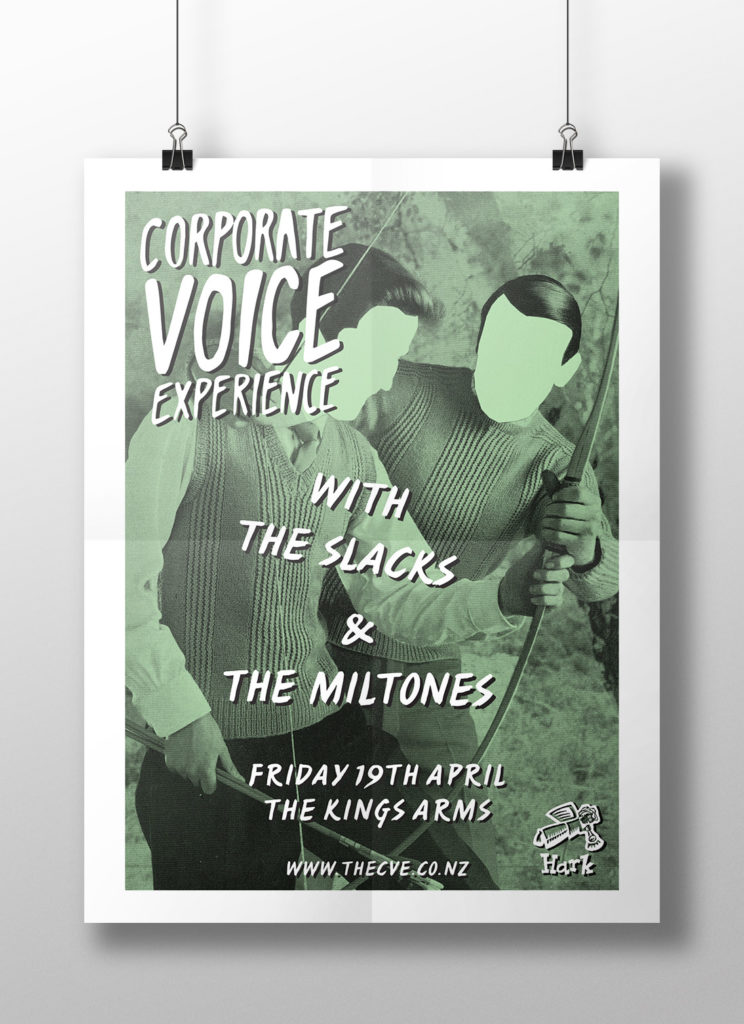 CORPORATE
VOICE
EXPERIENCE
WITH
THE SLACKS
&
THE MILTONES
FRIDAY 19TH APRIL
THE KINGS ARMS
WWW.THECVE.CO.NZ
Hark